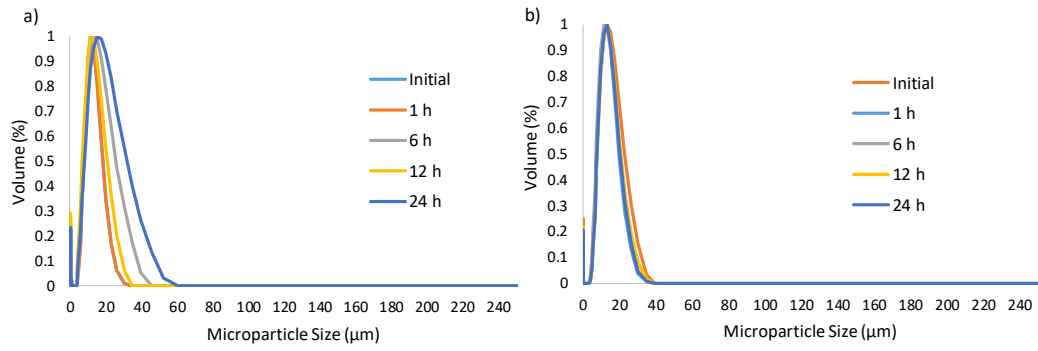 a)
1
0.9
0.8
0.7
0.6
0.5
0.4
0.3
0.2
0.1
0
Volume (%)
0 20 40 60 80 100 120 140 160 180 200 220 240
Microparticle Size (µm)
Initial
1 h
6 h
12 h
24 h
b)
1
0.9
0.8
0.7
0.6
0.5
0.4
0.3
0.2
0.1
0
Volume (%)
0 20 40 60 80 100 120 140 160 180 200 220 240
Microparticle Size (µm)
Initial
1 h
6 h
12 h
24 h